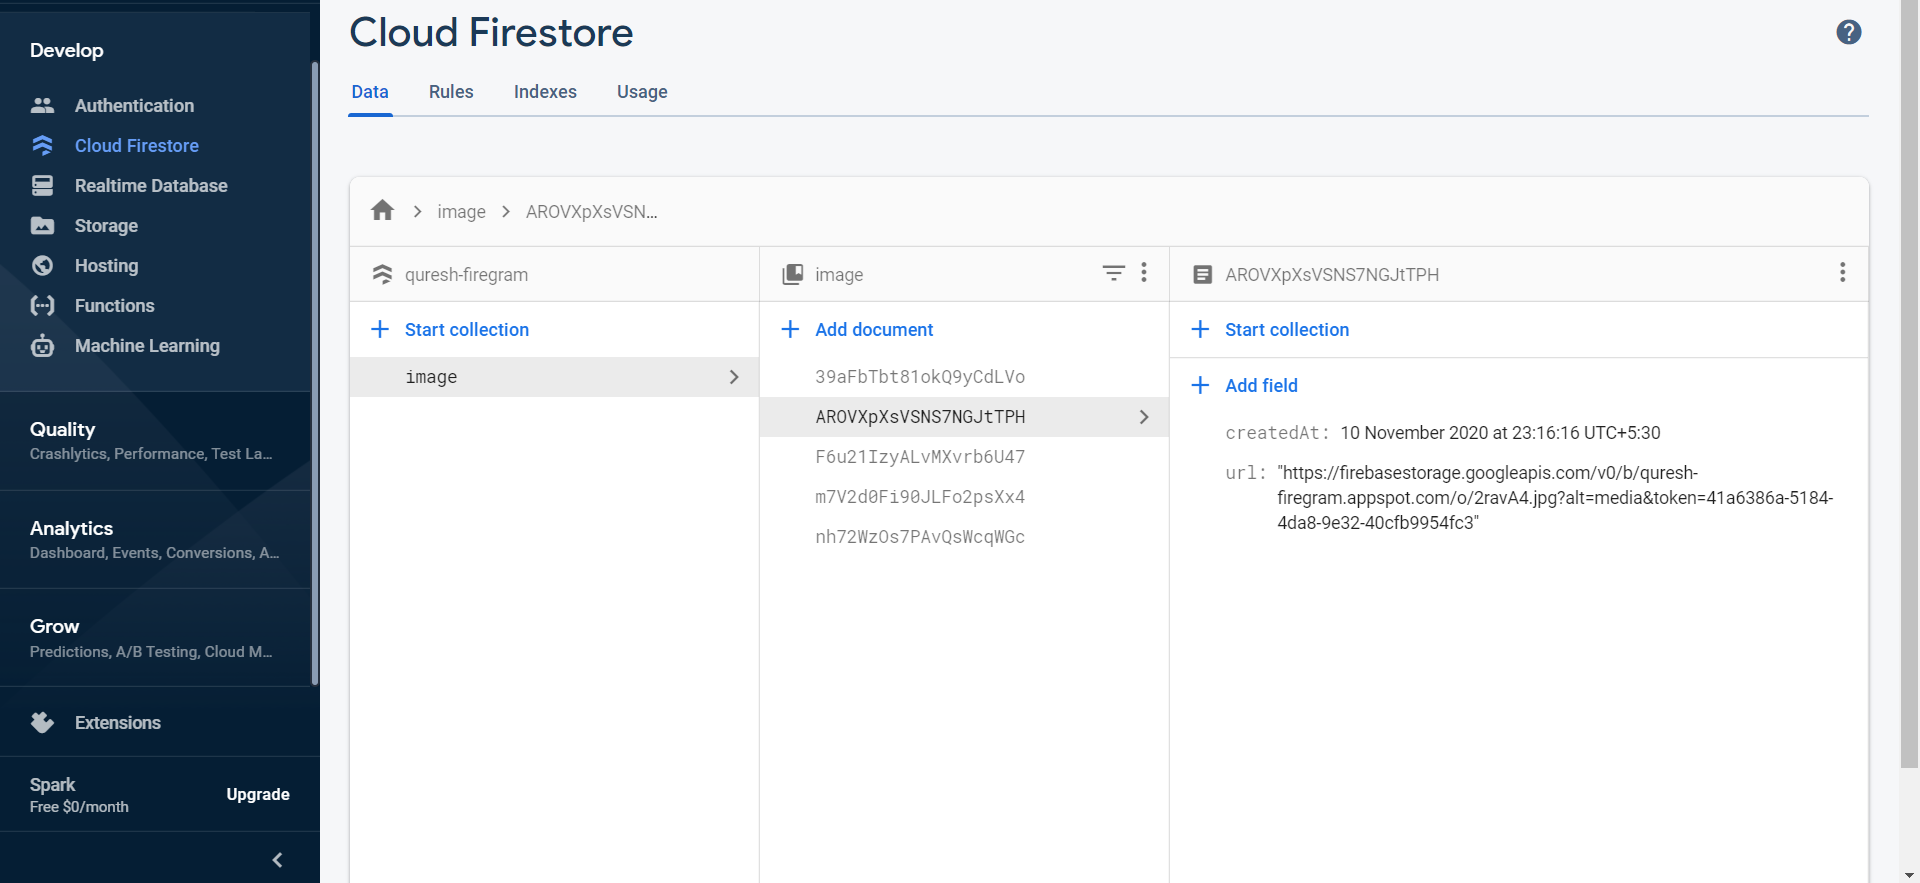 Develop
Authentication
Cloud Firestore
Realtime Database
Storage
Hosting
Functions
Machine Learning
Quality
Crashlytics, Performance, Test La...
Analytics
Dashboard, Events, Conversions, A...
Grow
Predictions, A/B Testing, Cloud M...
Extensions
Spark
Free $0/month
Upgrade
Cloud Firestore
Data Rules Indexes Usage
image AROVXpXsVSN...
quresh-firegram
Start collection
image
image
Add document
39aFbTbt81okQ9yCdLVo
AROVXpXsVSNS7NGJtTPH
F6u21IzyALvMXvrb6U47
m7V2d0Fi90JLFo2psXx4
nh72WzOs7PAvQsWcqWGc
AROVXpXsVSNS7NGJtTPH
Start collection
Add field
createdAt: 10 November 2020 at 23:16:16 UTC+5:30
url: "https://firebasestorage.googleapis.com/v0/b/quresh-
firegram.appspot.com/o/2ravA4.jpg?alt=media&token=41a6386a-5184-
4da8-9e32-40cfb9954fc3"